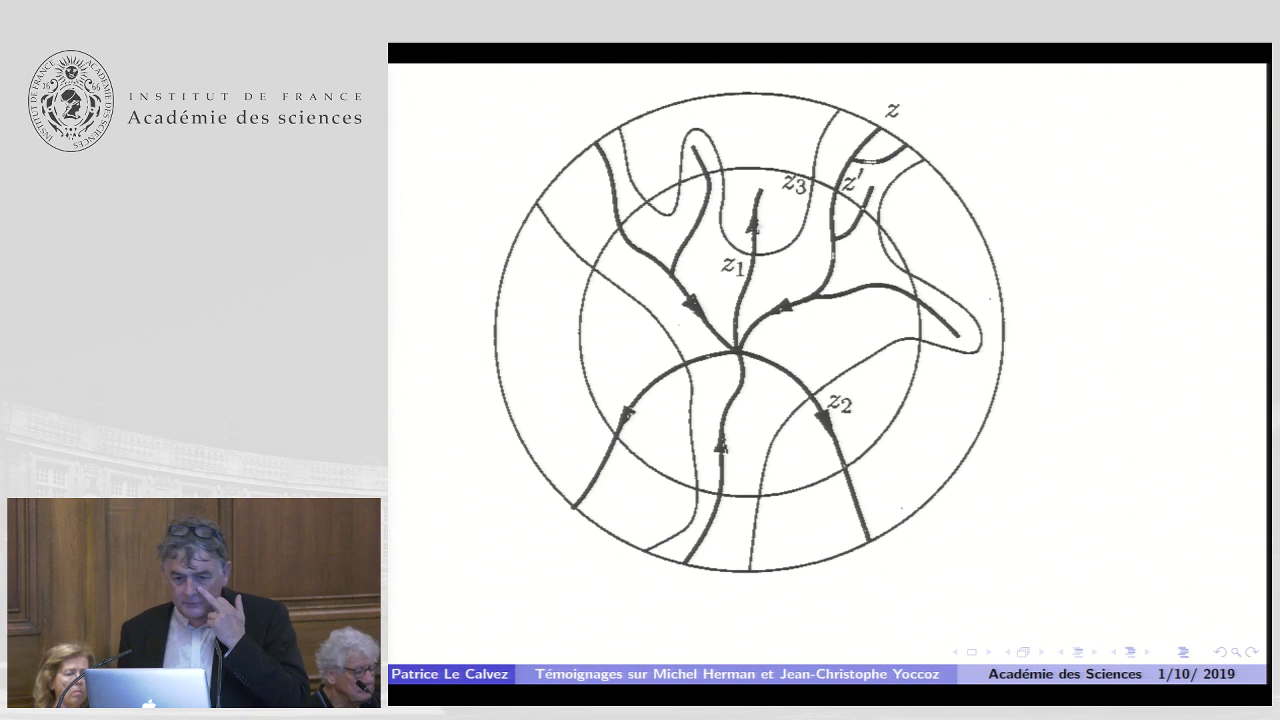 INSTITUT DE FRANCE
Académie des sciences
z
z3
z'
z1
z2
Patrice Le Calvez Témoignages sur Michel Herman et Jean-Christophe Yoccoz Académie des Sciences 1/10/ 2019